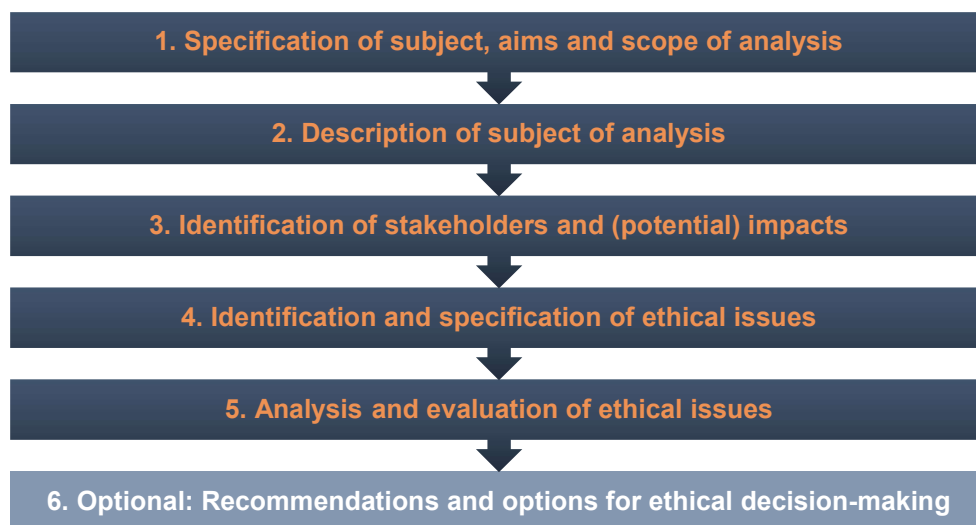 1. Specification of subject, aims and scope of analysis
2. Description of subject of analysis
3. Identification of stakeholders and (potential) impacts
4. Identification and specification of ethical issues
5. Analysis and evaluation of ethical issues
6. Optional: Recommendations and options for ethical decision-making